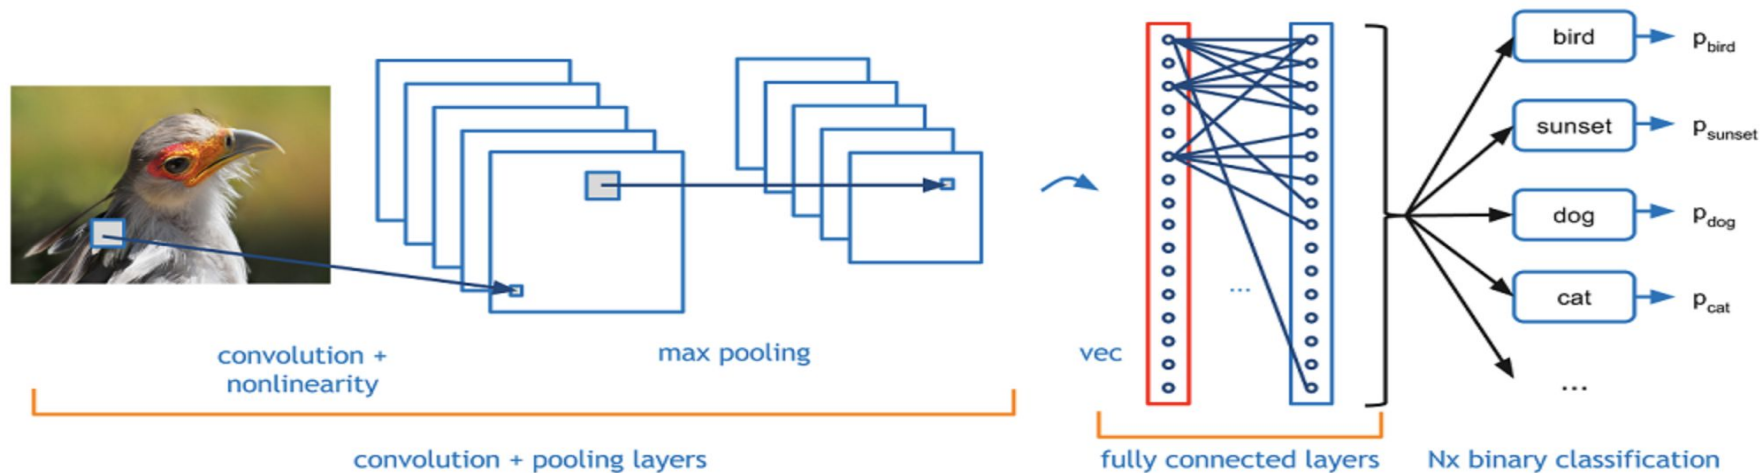 bird
p_bird
sunset
p_sunset
dog
p_dog
...
cat
p_cat
convolution +
nonlinearity
max pooling
vec
...
convolution + pooling layers
fully connected layers
Nx binary classification